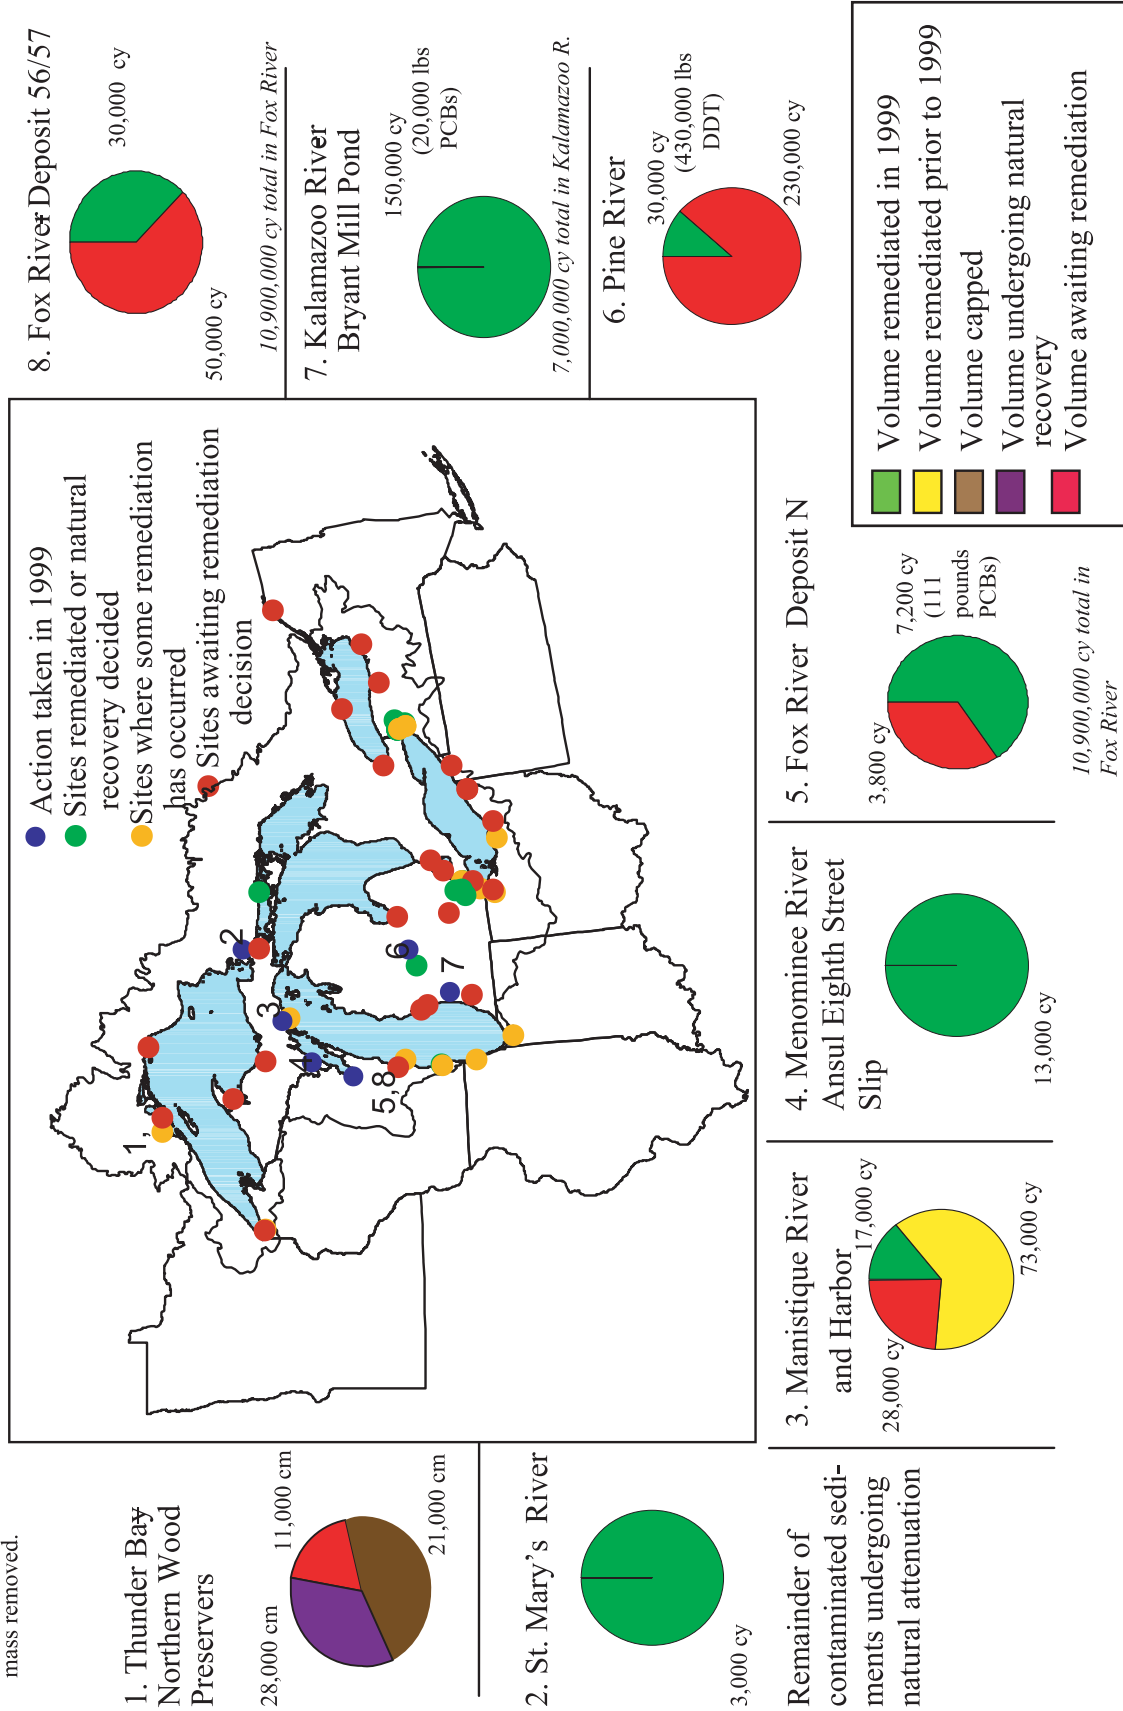 mass removed.
1. Thunder Bay
Northern Wood
Preservers
28,000 cm
11,000 cm
21,000 cm
2. St. Mary's River
3,000 cy
Remainder of
contaminated sedi-
ments undergoing
natural attenuation
Action taken in 1999
Sites remediated or natural
recovery decided
Sites where some remediation
has occurred
Sites awaiting remediation
decision
1,
2
3
4
5,8
6
7
3. Manistique River
and Harbor
28,000 cy
17,000 cy
73,000 cy
4. Menominee River
Ansul Eighth Street
Slip
13,000 cy
5. Fox River Deposit N
3,800 cy
7,200 cy
(111
pounds
PCBs)
10,900,000 cy total in
Fox River
8. Fox River Deposit 56/57
30,000 cy
50,000 cy
10,900,000 cy total in Fox River
7. Kalamazoo River
Bryant Mill Pond
150,000 cy
(20,000 lbs
PCBs)
7,000,000 cy total in Kalamazoo R.
6. Pine River
30,000 cy
(430,000 lbs
DDT)
230,000 cy
Volume remediated in 1999
Volume remediated prior to 1999
Volume capped
Volume undergoing natural
recovery
Volume awaiting remediation